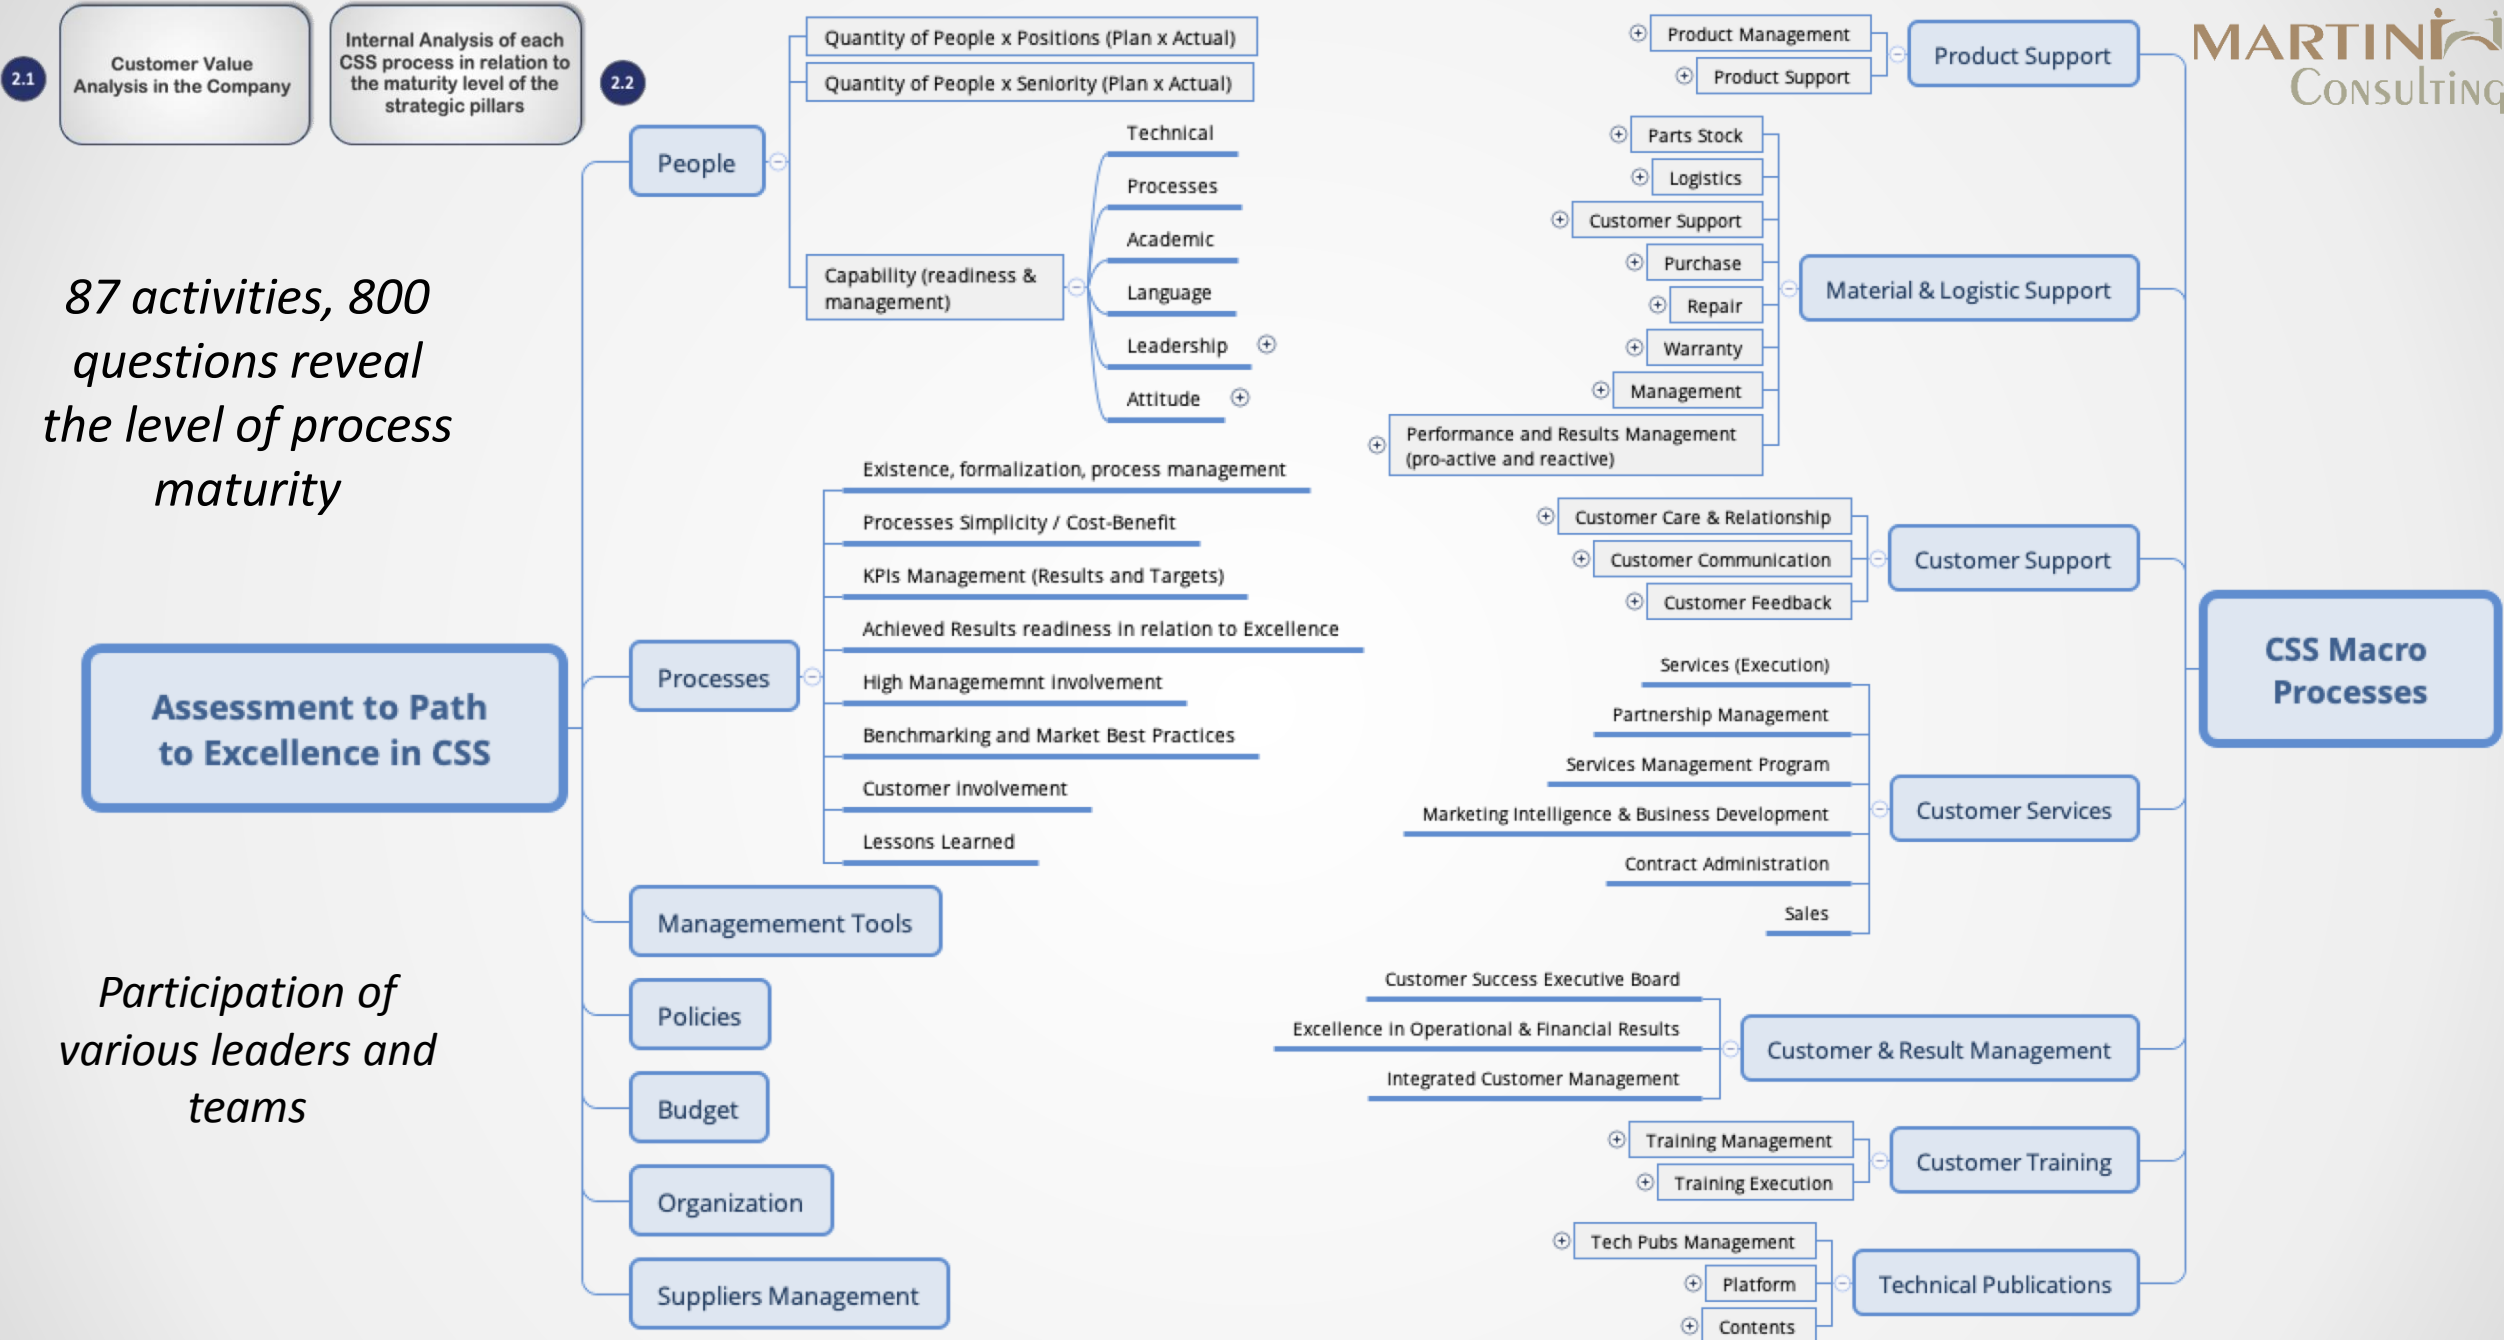 2.1
Customer Value
Analysis in the Company
Internal Analysis of each
CSS process in relation to
the maturity level of the
strategic pillars
2.2
87 activities, 800
questions reveal
the level of process
maturity
Assessment to Path
to Excellence in CSS
Participation of
various leaders and
teams
People
Quantity of People x Positions (Plan x Actual)
Quantity of People x Seniority (Plan x Actual)
Capability (readiness &
management)
Technical
Processes
Academic
Language
Leadership
Attitude
Processes
Existence, formalization, process management
Processes Simplicity / Cost-Benefit
KPIs Management (Results and Targets)
Achieved Results readiness in relation to Excellence
High Managememnt involvement
Benchmarking and Market Best Practices
Customer involvement
Lessons Learned
Managemement Tools
Policies
Budget
Organization
Suppliers Management
MARTINI
Consulting
CSS Macro
Processes
Product Support
Product Management
Product Support
Material & Logistic Support
Parts Stock
Logistics
Customer Support
Purchase
Repair
Warranty
Management
Performance and Results Management
(pro-active and reactive)
Customer Support
Customer Care & Relationship
Customer Communication
Customer Feedback
Customer Services
Services (Execution)
Partnership Management
Services Management Program
Marketing Intelligence & Business Development
Contract Administration
Sales
Customer & Result Management
Customer Success Executive Board
Excellence in Operational & Financial Results
Integrated Customer Management
Customer Training
Training Management
Training Execution
Technical Publications
Tech Pubs Management
Platform
Contents